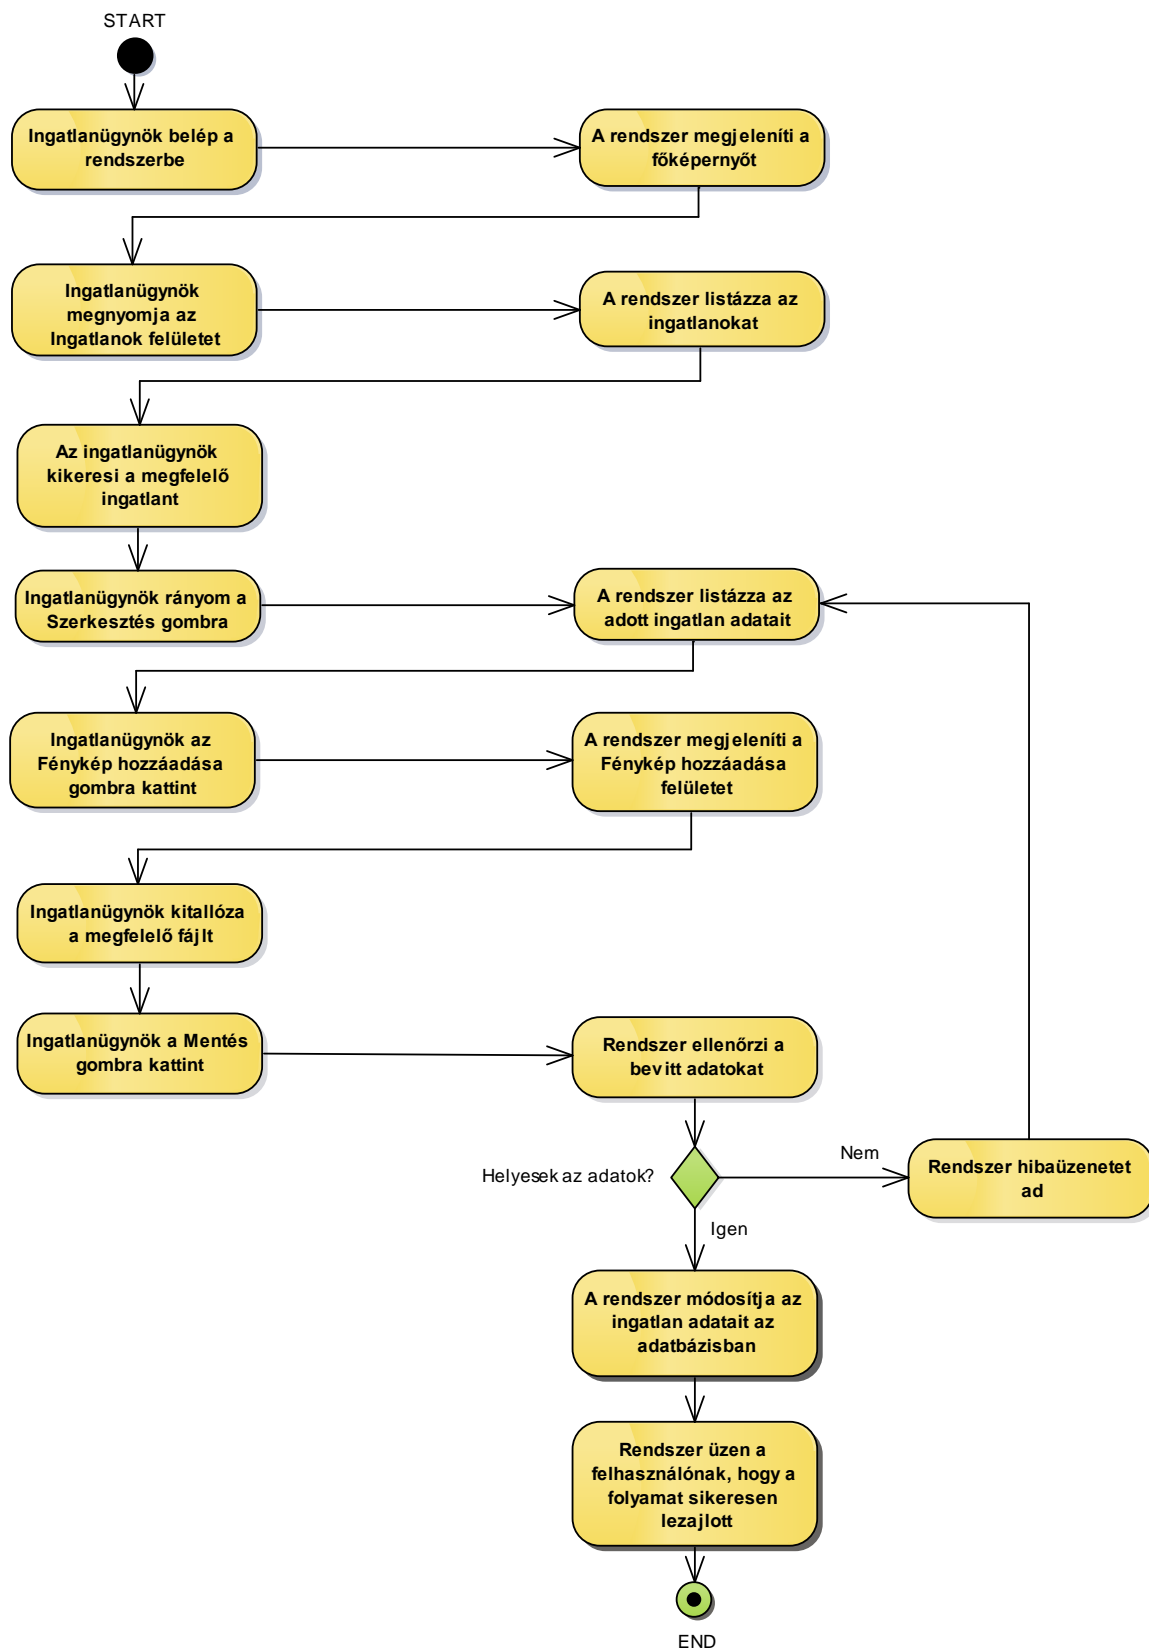 START
Ingatlanügynök belép a
rendszerbe
A rendszer megjeleníti a
főképernyőt
Ingatlanügynök
megnyomja az
Ingatlanok felületet
A rendszer listázza az
ingatlanokat
Az ingatlanügynök
kikeresi a megfelelő
ingatlant
Ingatlanügynök rányom a
Szerkesztés gombra
A rendszer listázza az
adott ingatlan adatait
Ingatlanügynök az
Fénykép hozzáadása
gombra kattint
A rendszer megjeleníti a
Fénykép hozzáadása
felületet
Ingatlanügynök kitallóza
a megfelelő fájlt
Ingatlanügynök a Mentés
gombra kattint
Rendszer ellenőrzi a
bevitt adatokat
Helyesek az adatok?
Nem
Rendszer hibaüzenetet
ad
Igen
A rendszer módosítja az
ingatlan adatait az
adatbázisban
Rendszer üzen a
felhasználónak, hogy a
folyamat sikeresen
lezajlott
END